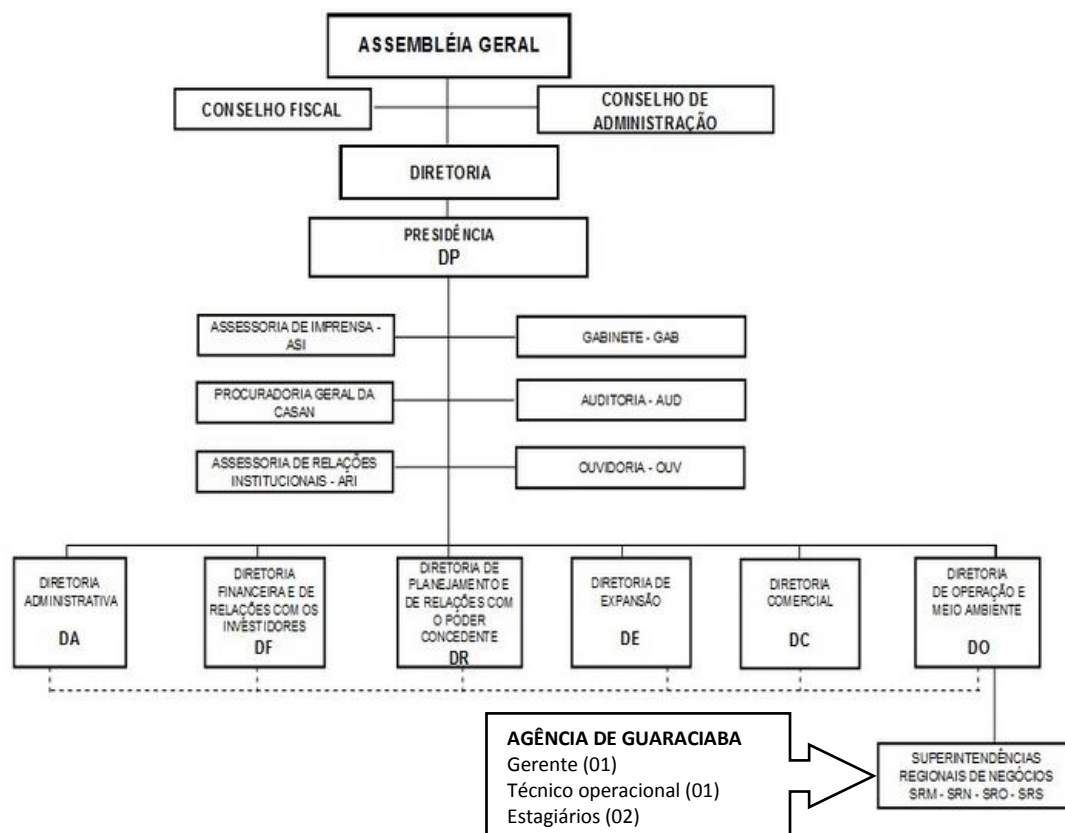 ASSEMBLÉIA GERAL
CONSELHO FISCAL
CONSELHO DE
ADMINISTRAÇÃO
DIRETORIA
PRESIDÊNCIA
DP
ASSESSORIA DE IMPRENSA -
ASI
GABINETE - GAB
PROCURADORIA GERAL DA
CASAN
AUDITORIA - AUD
ASSESSORIA DE RELAÇÕES
INSTITUCIONAIS - ARI
OUVIDORIA - OUV
DIRETORIA
ADMINISTRATIVA
DA
DIRETORIA
FINANCEIRA E DE
RELAÇÕES COM OS
INVESTIDORES
DF
DIRETORIA DE
PLANEJAMENTO E
DE RELAÇÕES COM
O PODER
CONCEDENTE
DR
DIRETORIA DE
EXPANSÃO
DE
DIRETORIA
COMERCIAL
DC
DIRETORIA
DE OPERAÇÃO E
MEIO AMBIENTE
DO
AGÊNCIA DE GUARACIABA
Gerente (01)
Técnico operacional (01)
Estagiários (02)
SUPERINTENDÊNCIAS
REGIONAIS DE NEGÓCIOS
SRM - SRN - SRO - SRS